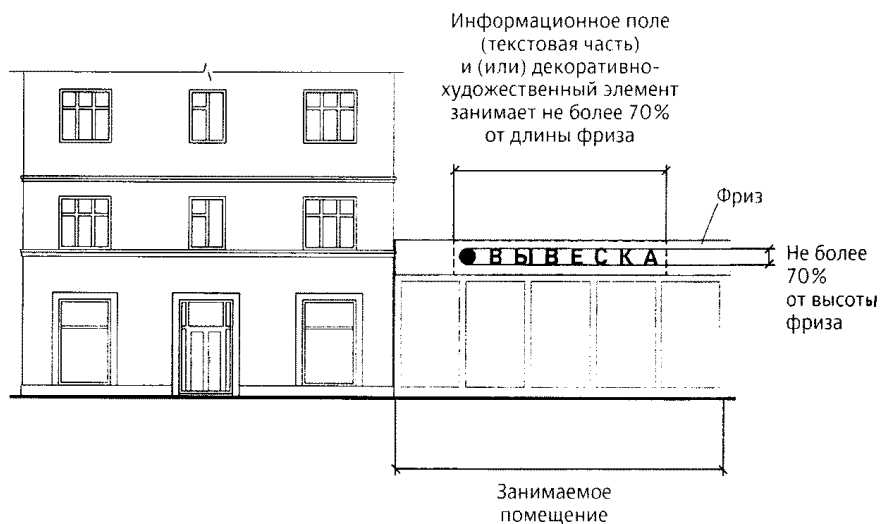 Информационное поле
(текстовая часть)
и (или) декоративно-
художественный элемент
занимает не более 70%
от длины фриза
Фриз
ВЫВЕСКА
Не более
70%
от высоты
фриза
Занимаемое
помещение